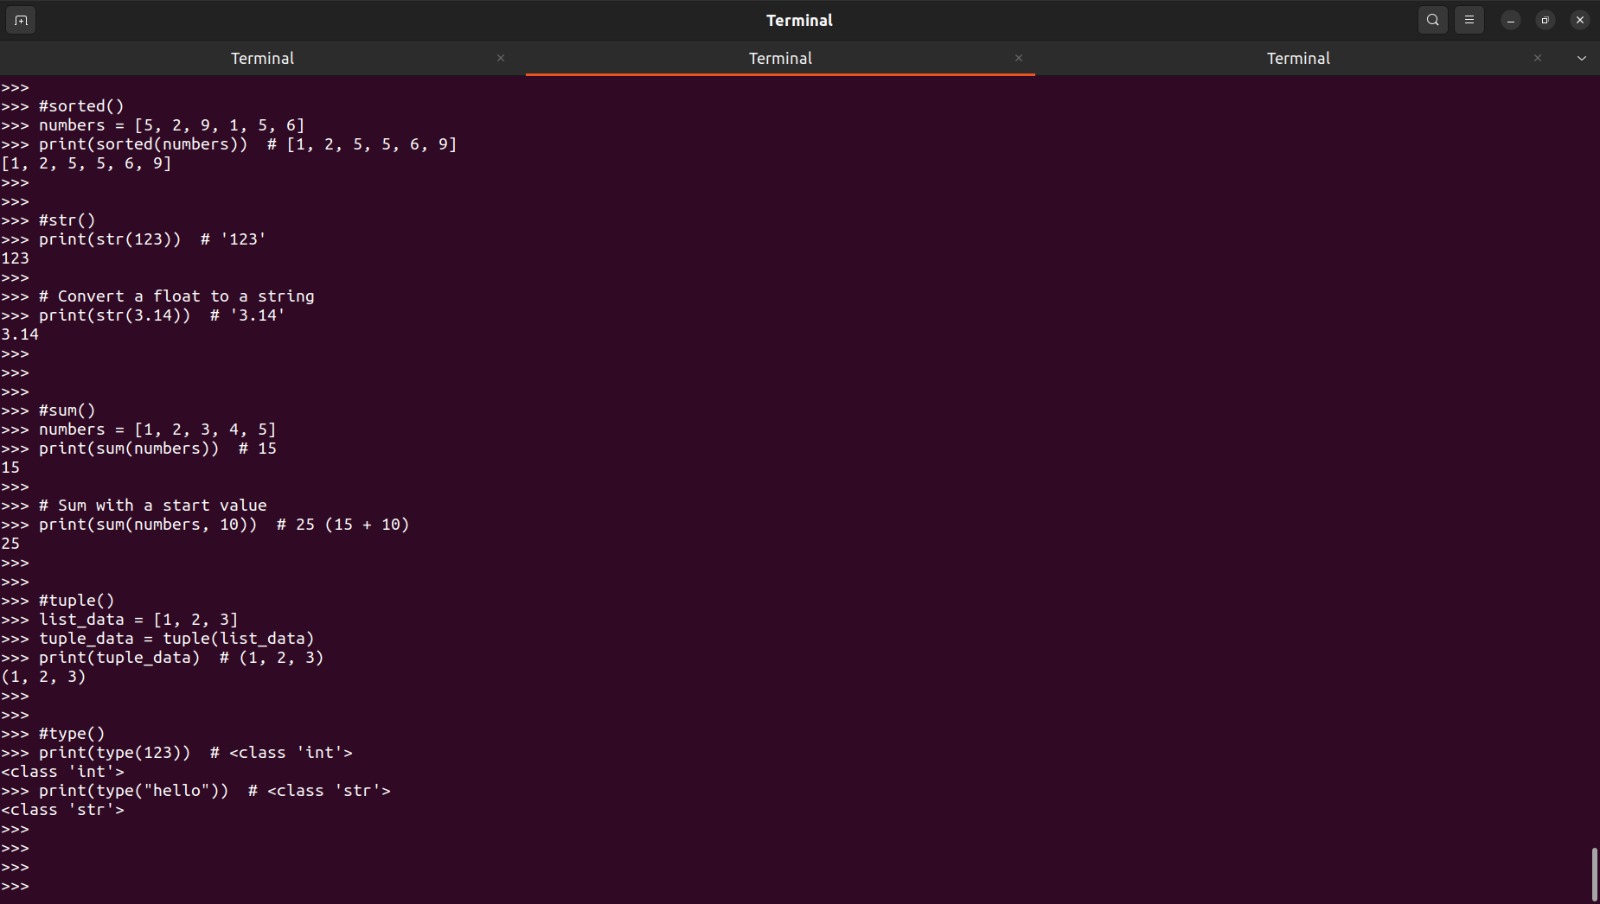 Terminal
Terminal
Terminal
Terminal
>>>
>>> #sorted()
>>> numbers = [5, 2, 9, 1, 5, 6]
>>> print(sorted(numbers))  # [1, 2, 5, 5, 6, 9]
[1, 2, 5, 5, 6, 9]
>>>
>>>
>>> #str()
>>> print(str(123))  # '123'
123
>>>
>>> # Convert a float to a string
>>> print(str(3.14))  # '3.14'
3.14
>>>
>>>
>>>
>>> #sum()
>>> numbers = [1, 2, 3, 4, 5]
>>> print(sum(numbers))  # 15
15
>>>
>>> # Sum with a start value
>>> print(sum(numbers, 10))  # 25 (15 + 10)
25
>>>
>>>
>>> #tuple()
>>> list_data = [1, 2, 3]
>>> tuple_data = tuple(list_data)
>>> print(tuple_data)  # (1, 2, 3)
(1, 2, 3)
>>>
>>>
>>> #type()
>>> print(type(123))  # <class 'int'>
<class 'int'>
>>> print(type("hello"))  # <class 'str'>
<class 'str'>
>>>
>>>
>>>
>>>